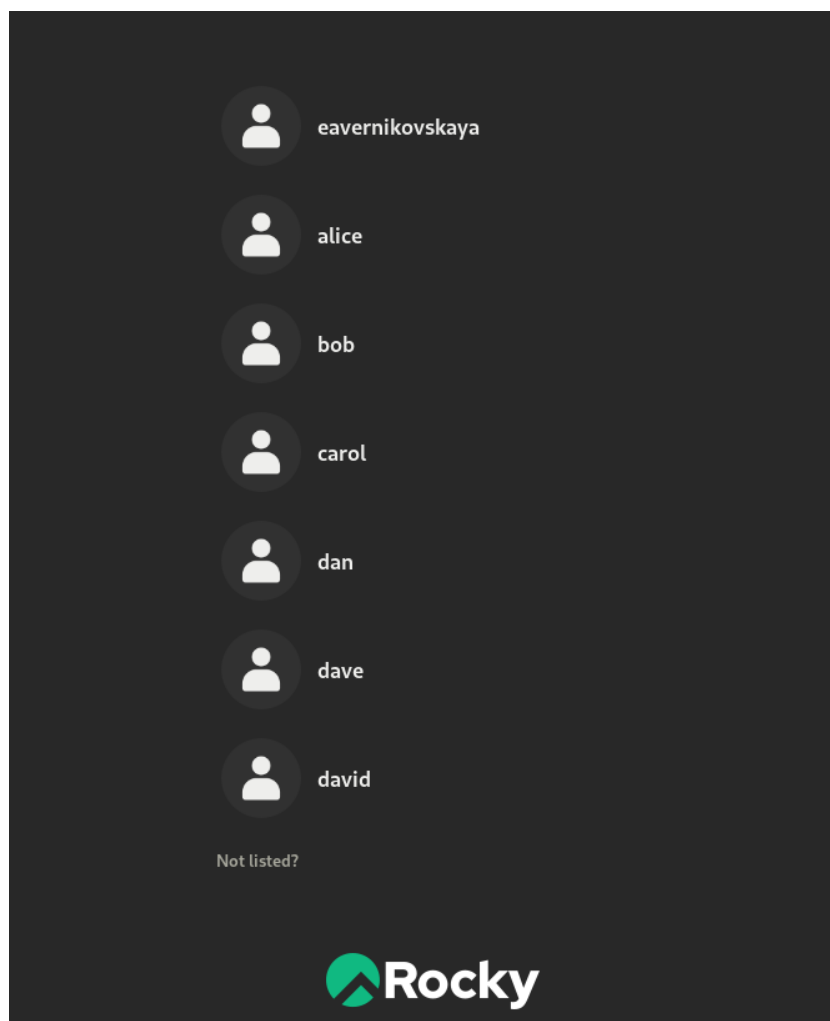 eavernikovskaya
alice
bob
carol
dan
dave
david
Not listed?
Rocky